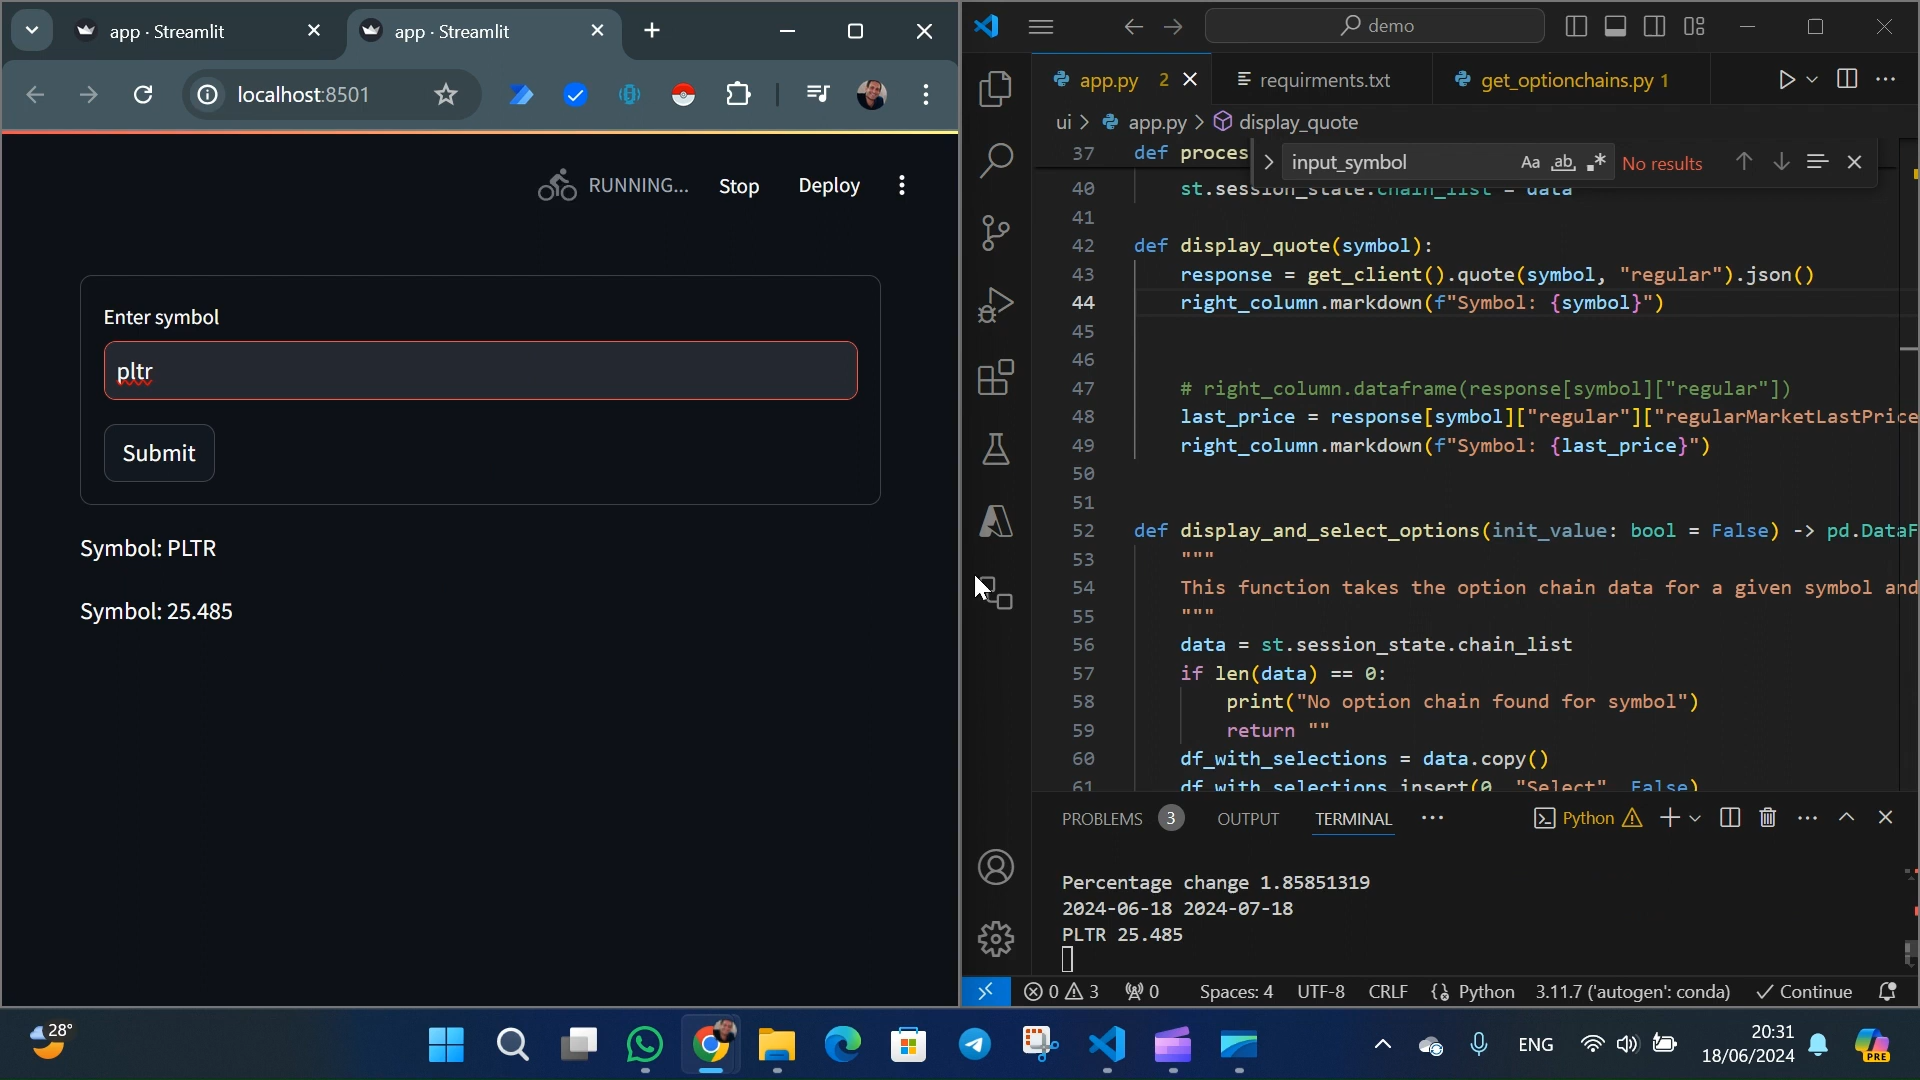 app · Streamlit
app · Streamlit
localhost:8501
RUNNING...
Stop
Deploy
Enter symbol
pltr
Submit
Symbol: PLTR
Symbol: 25.485
demo
app.py 2
requirments.txt
get_optionchains.py 1
ui > app.py > display_quote
37 def proces
input_symbol
Aa ab, .*
No results
40 st.session_state.chain_list = data
41
42 def display_quote(symbol):
43 response = get_client().quote(symbol, "regular").json()
44 right_column.markdown(f"Symbol: {symbol}")
45
46
47 # right_column.dataframe(response[symbol]["regular"])
48 last_price = response[symbol]["regular"]["regularMarketLastPrice
49 right_column.markdown(f"Symbol: {last_price}")
50
51
52 def display_and_select_options(init_value: bool = False) -> pd.DataF
53 """
54 This function takes the option chain data for a given symbol and
55 """
56 data = st.session_state.chain_list
57 if len(data) == 0:
58 print("No option chain found for symbol")
59 return ""
60 df_with_selections = data.copy()
61 df_with_selections.insert(0, "Select", False)
PROBLEMS 3
OUTPUT
TERMINAL
Python
Percentage change 1.85851319
2024-06-18 2024-07-18
PLTR 25.485
0 3
0
Spaces: 4
UTF-8
CRLF
Python
3.11.7 ('autogen': conda)
Continue
28°
ENG
20:31
18/06/2024
PRE